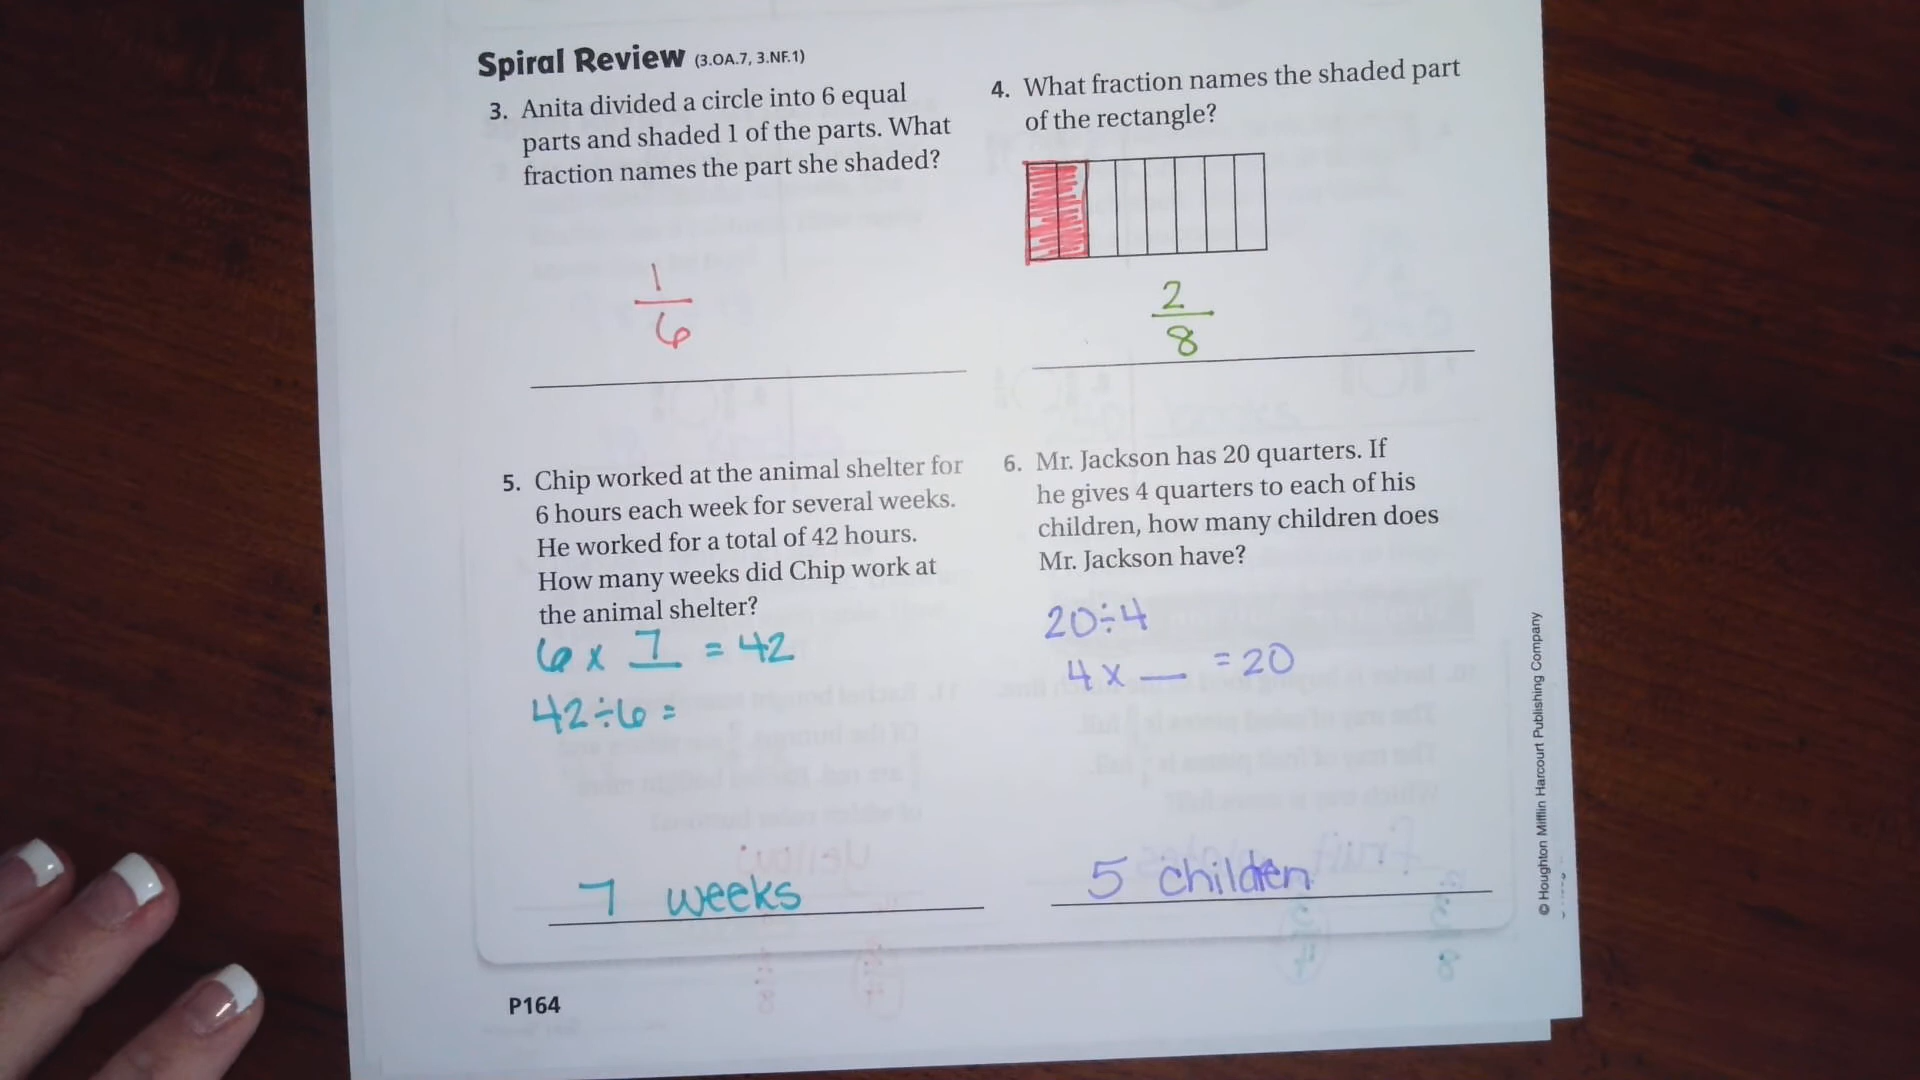 Spiral Review (3.OA.7, 3.NF.1)
3. Anita divided a circle into 6 equal
parts and shaded 1 of the parts. What
fraction names the part she shaded?
1
6
4. What fraction names the shaded part
of the rectangle?
2
8
5. Chip worked at the animal shelter for
6 hours each week for several weeks.
He worked for a total of 42 hours.
How many weeks did Chip work at
the animal shelter?
6 x 7 = 42
42÷6 =
7 weeks
6. Mr. Jackson has 20 quarters. If
he gives 4 quarters to each of his
children, how many children does
Mr. Jackson have?
20÷4
4 x __ = 20
5 children
P164
© Houghton Mifflin Harcourt Publishing Company